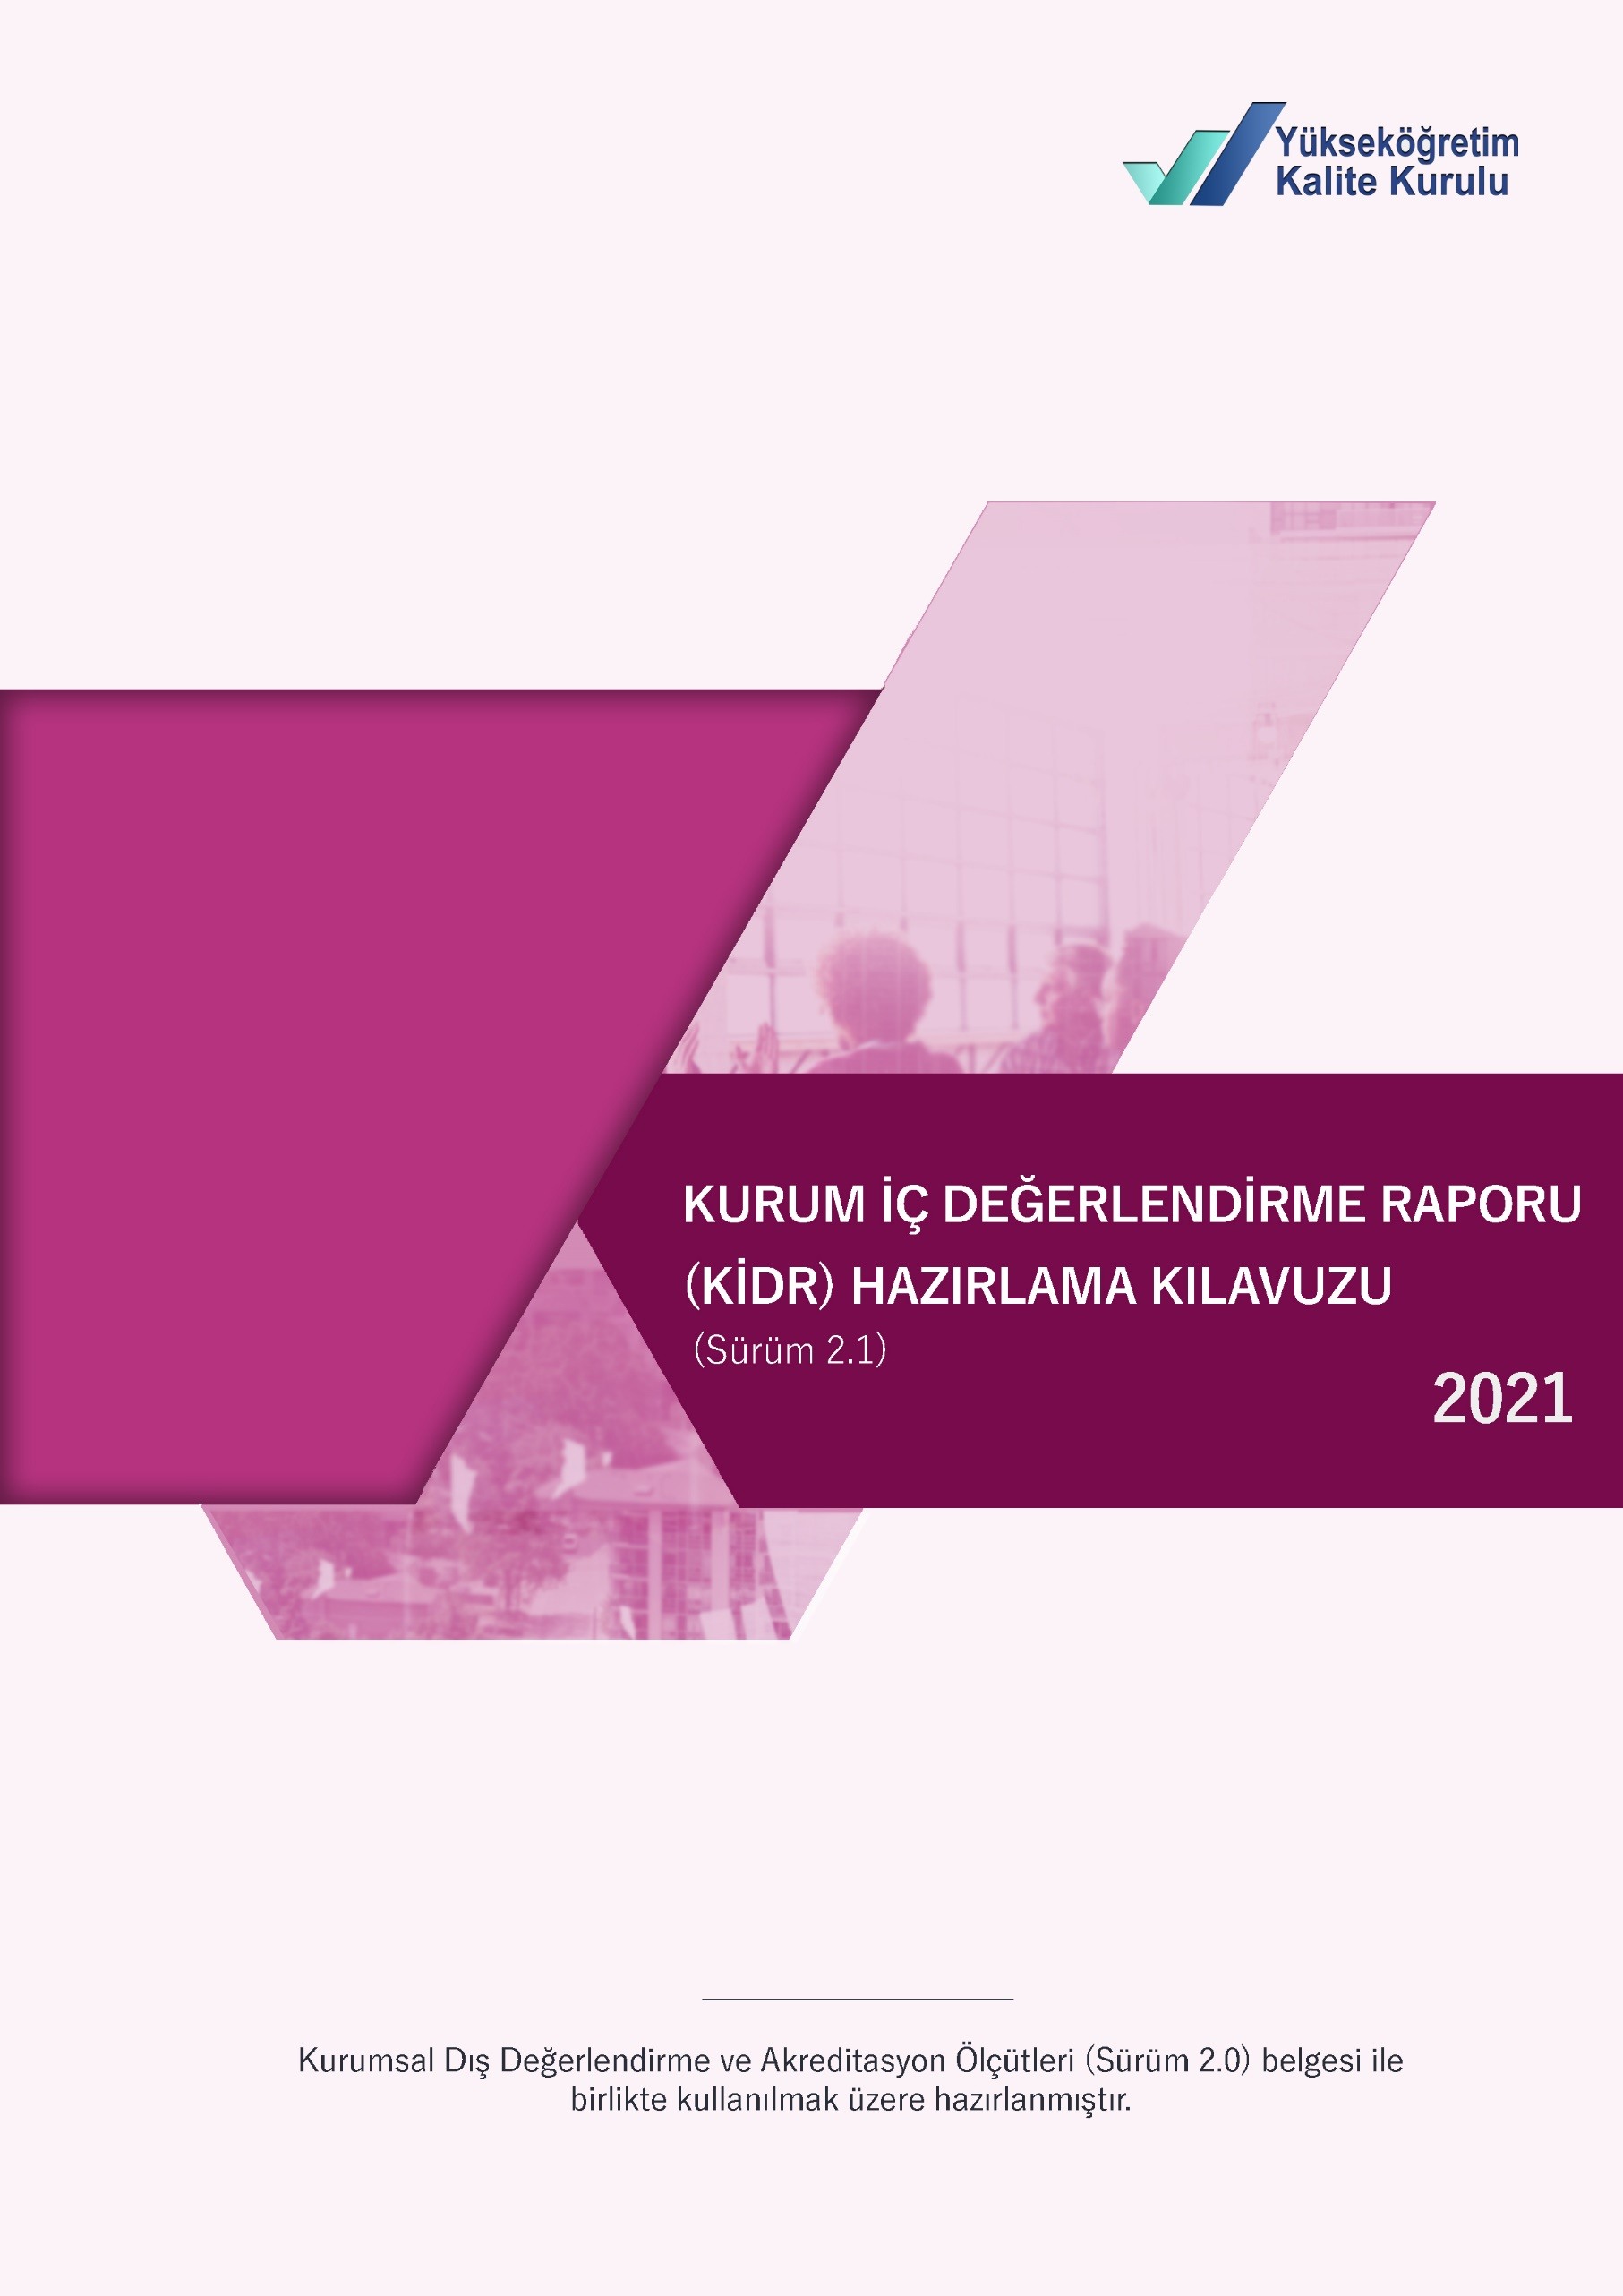 Yükseköğretim
Kalite Kurulu
KURUM İÇ DEĞERLENDİRME RAPORU
(KİDR) HAZIRLAMA KILAVUZU
(Sürüm 2.1)
2021
Kurumsal Dış Değerlendirme ve Akreditasyon Ölçütleri (Sürüm 2.0) belgesi ile
birlikte kullanılmak üzere hazırlanmıştır.